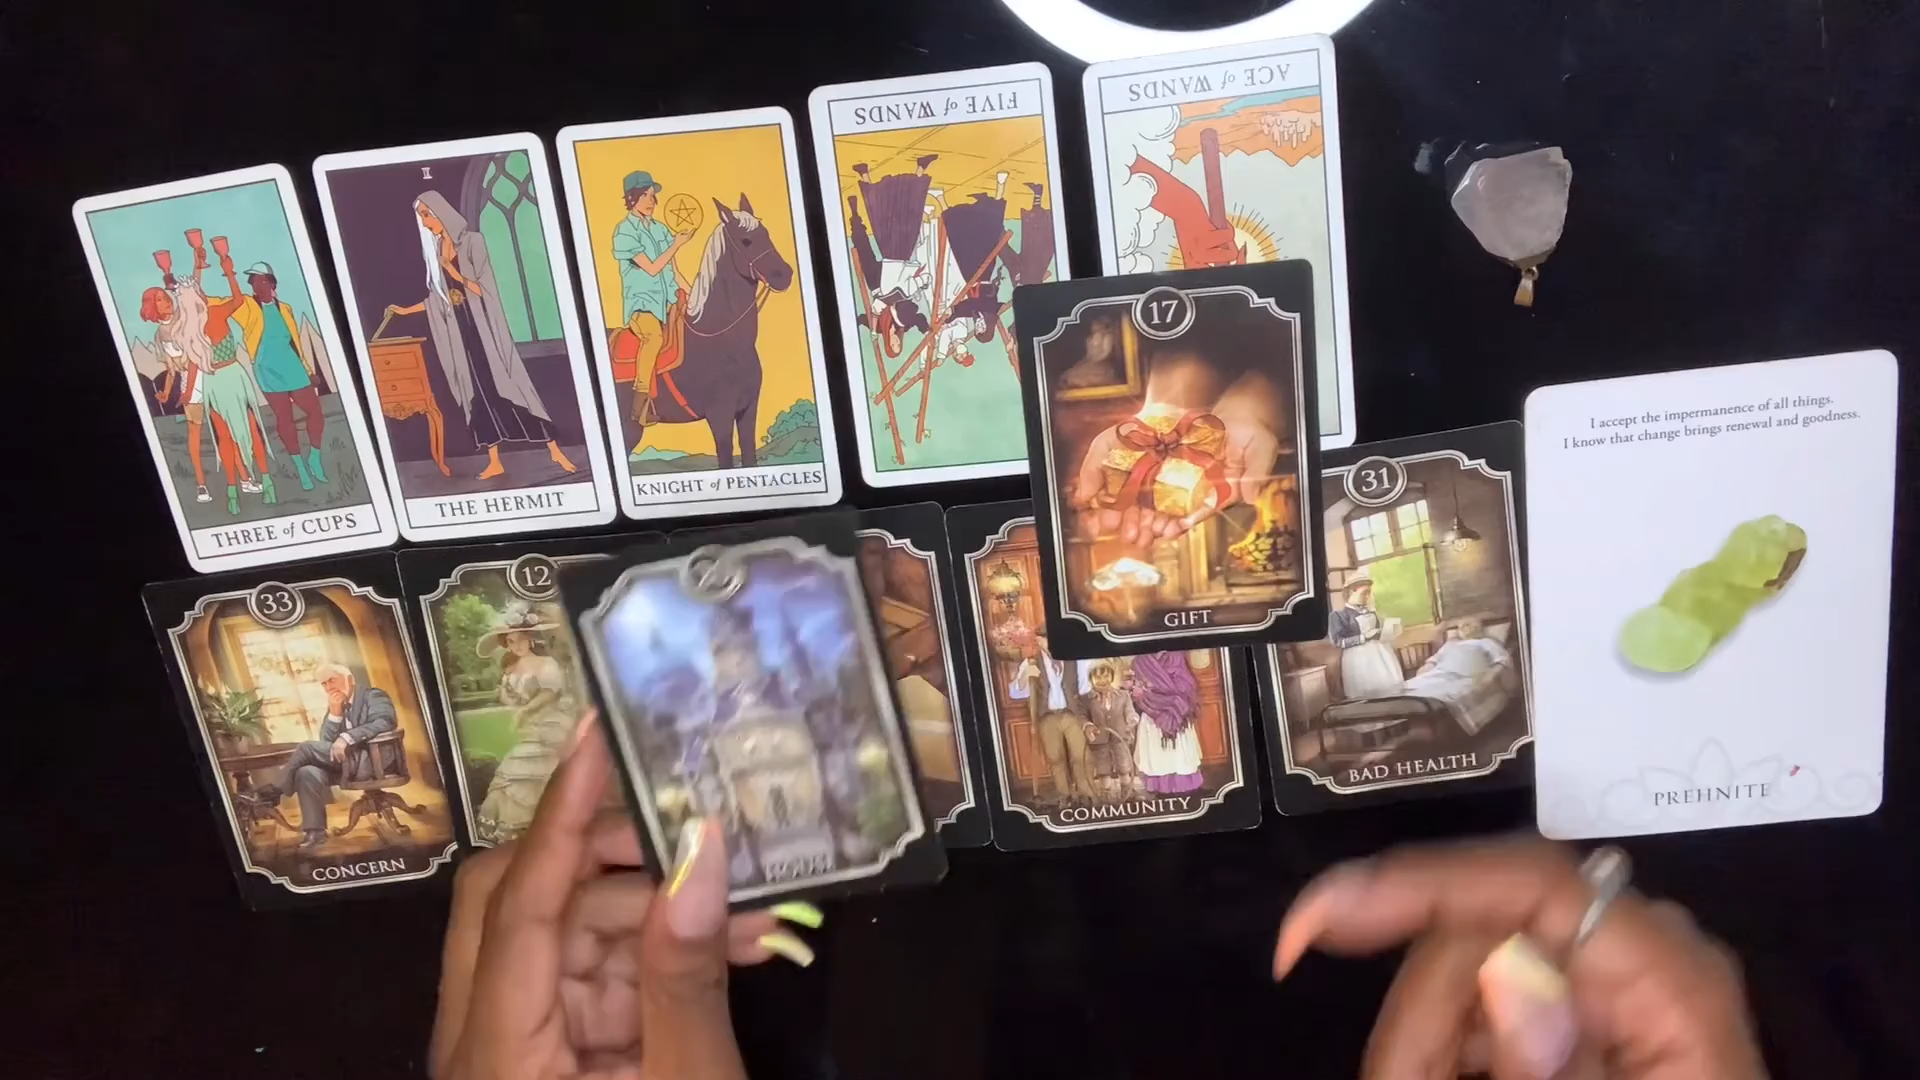 ACE of WANDS
FIVE of WANDS
II
THE HERMIT
KNIGHT of PENTACLES
THREE of CUPS
17
GIFT
31
BAD HEALTH
I accept the impermanence of all things.
I know that change brings renewal and goodness.
PREHNITE
33
CONCERN
12
COMMUNITY